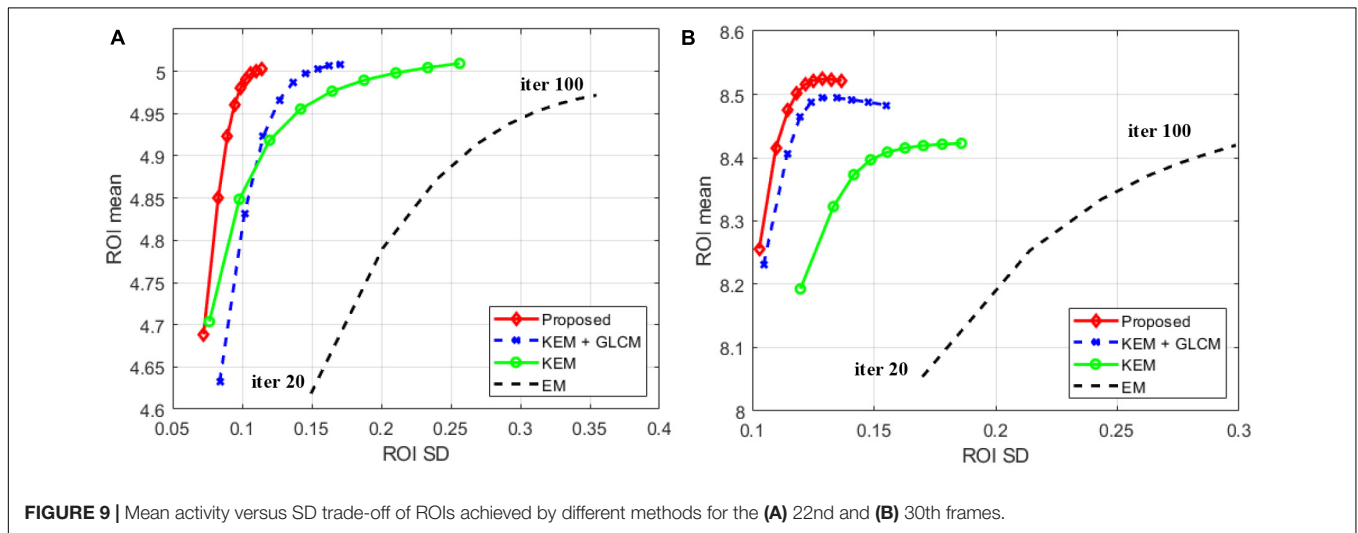 A
5
4.95
4.9
4.85
4.8
4.75
4.7
4.65
4.6
ROI mean
iter 100
iter 20
Proposed
KEM + GLCM
KEM
EM
0.05 0.1 0.15 0.2 0.25 0.3 0.35 0.4
ROI SD
B
8.6
8.5
8.4
8.3
8.2
8.1
8
ROI mean
iter 100
iter 20
Proposed
KEM + GLCM
KEM
EM
0.1 0.15 0.2 0.25 0.3
ROI SD
FIGURE 9 | Mean activity versus SD trade-off of ROIs achieved by different methods for the (A) 22nd and (B) 30th frames.